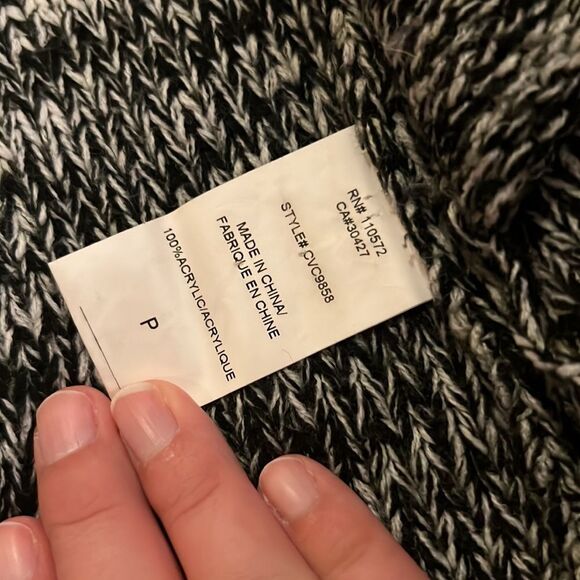 RN# 110572
CA#30427
STYLE# CVC9858
MADE IN CHINA/
FABRIQUE EN CHINE
100%ACRYLIC/ACRYLIQUE
P